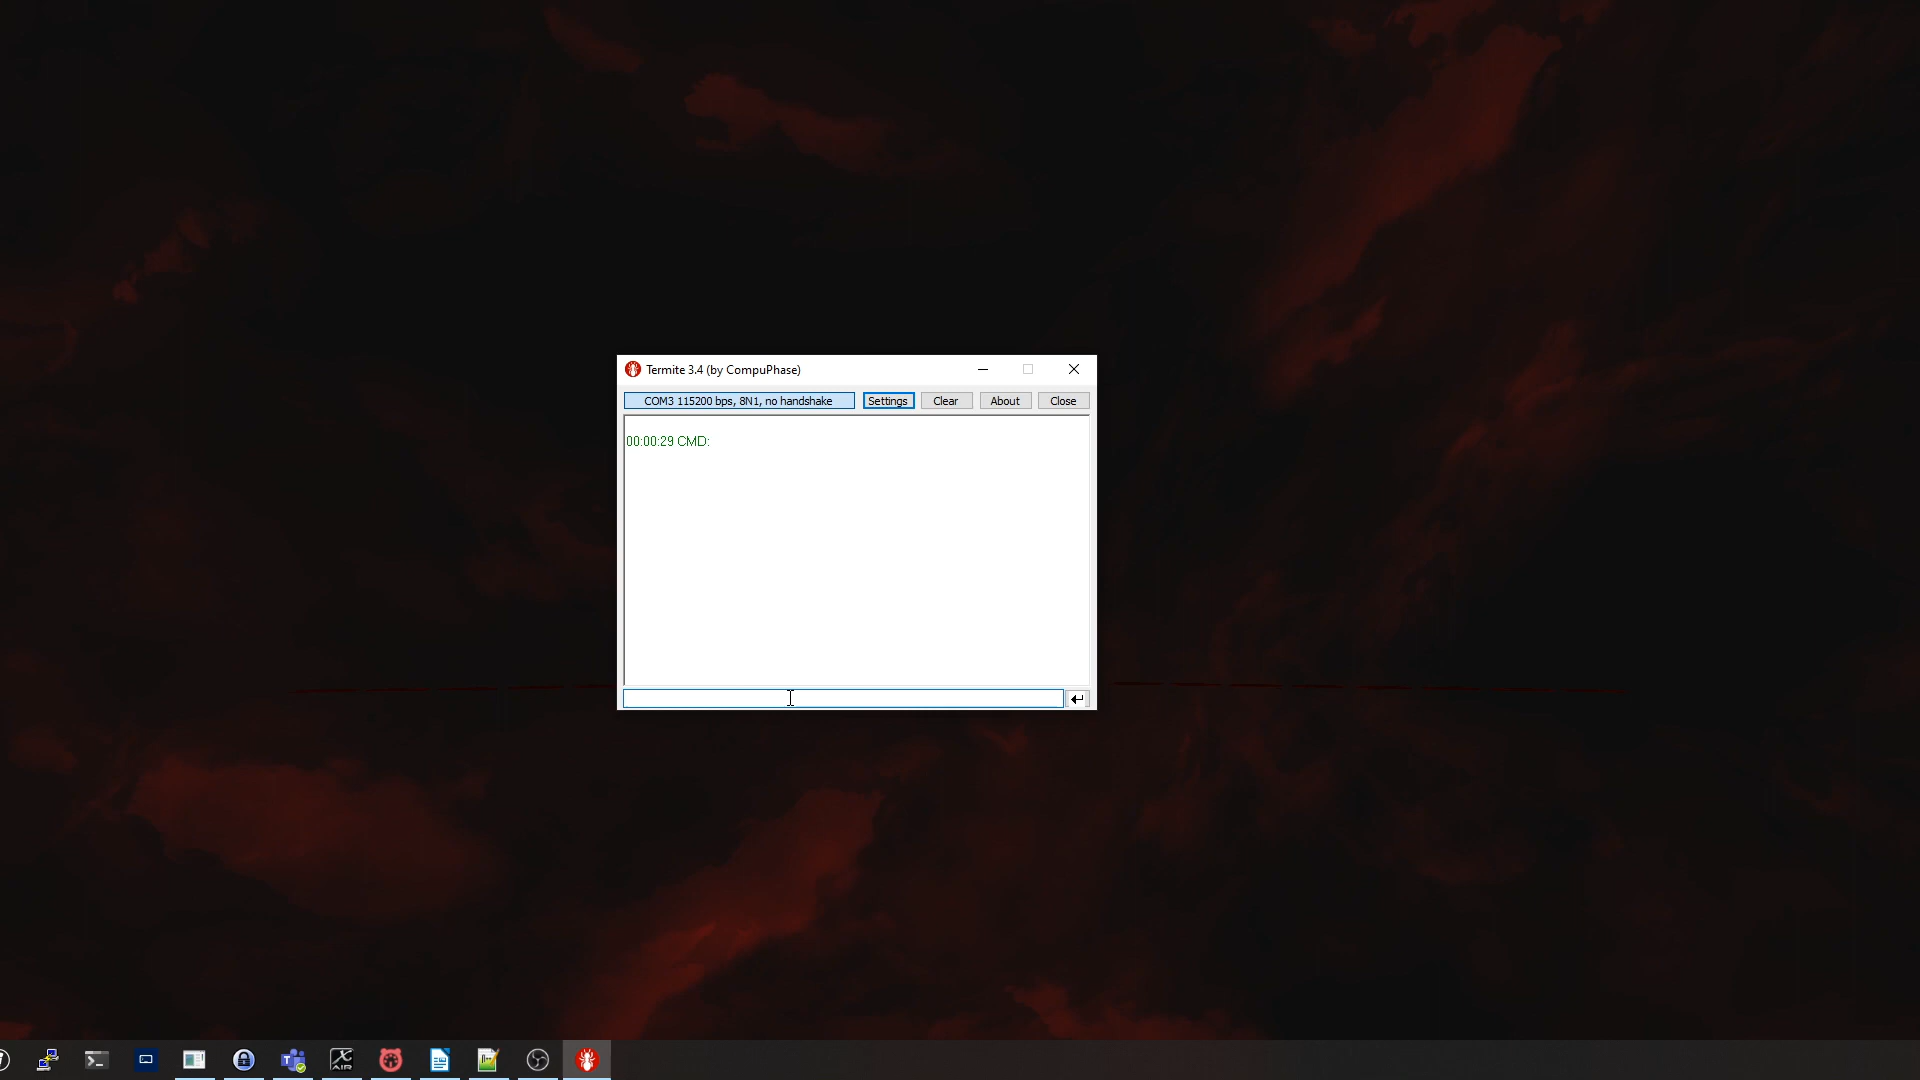 Termite 3.4 (by CompuPhase)
COM3 115200 bps, 8N1, no handshake
Settings
Clear
About
Close
00:00:29 CMD:
T
X
AIR